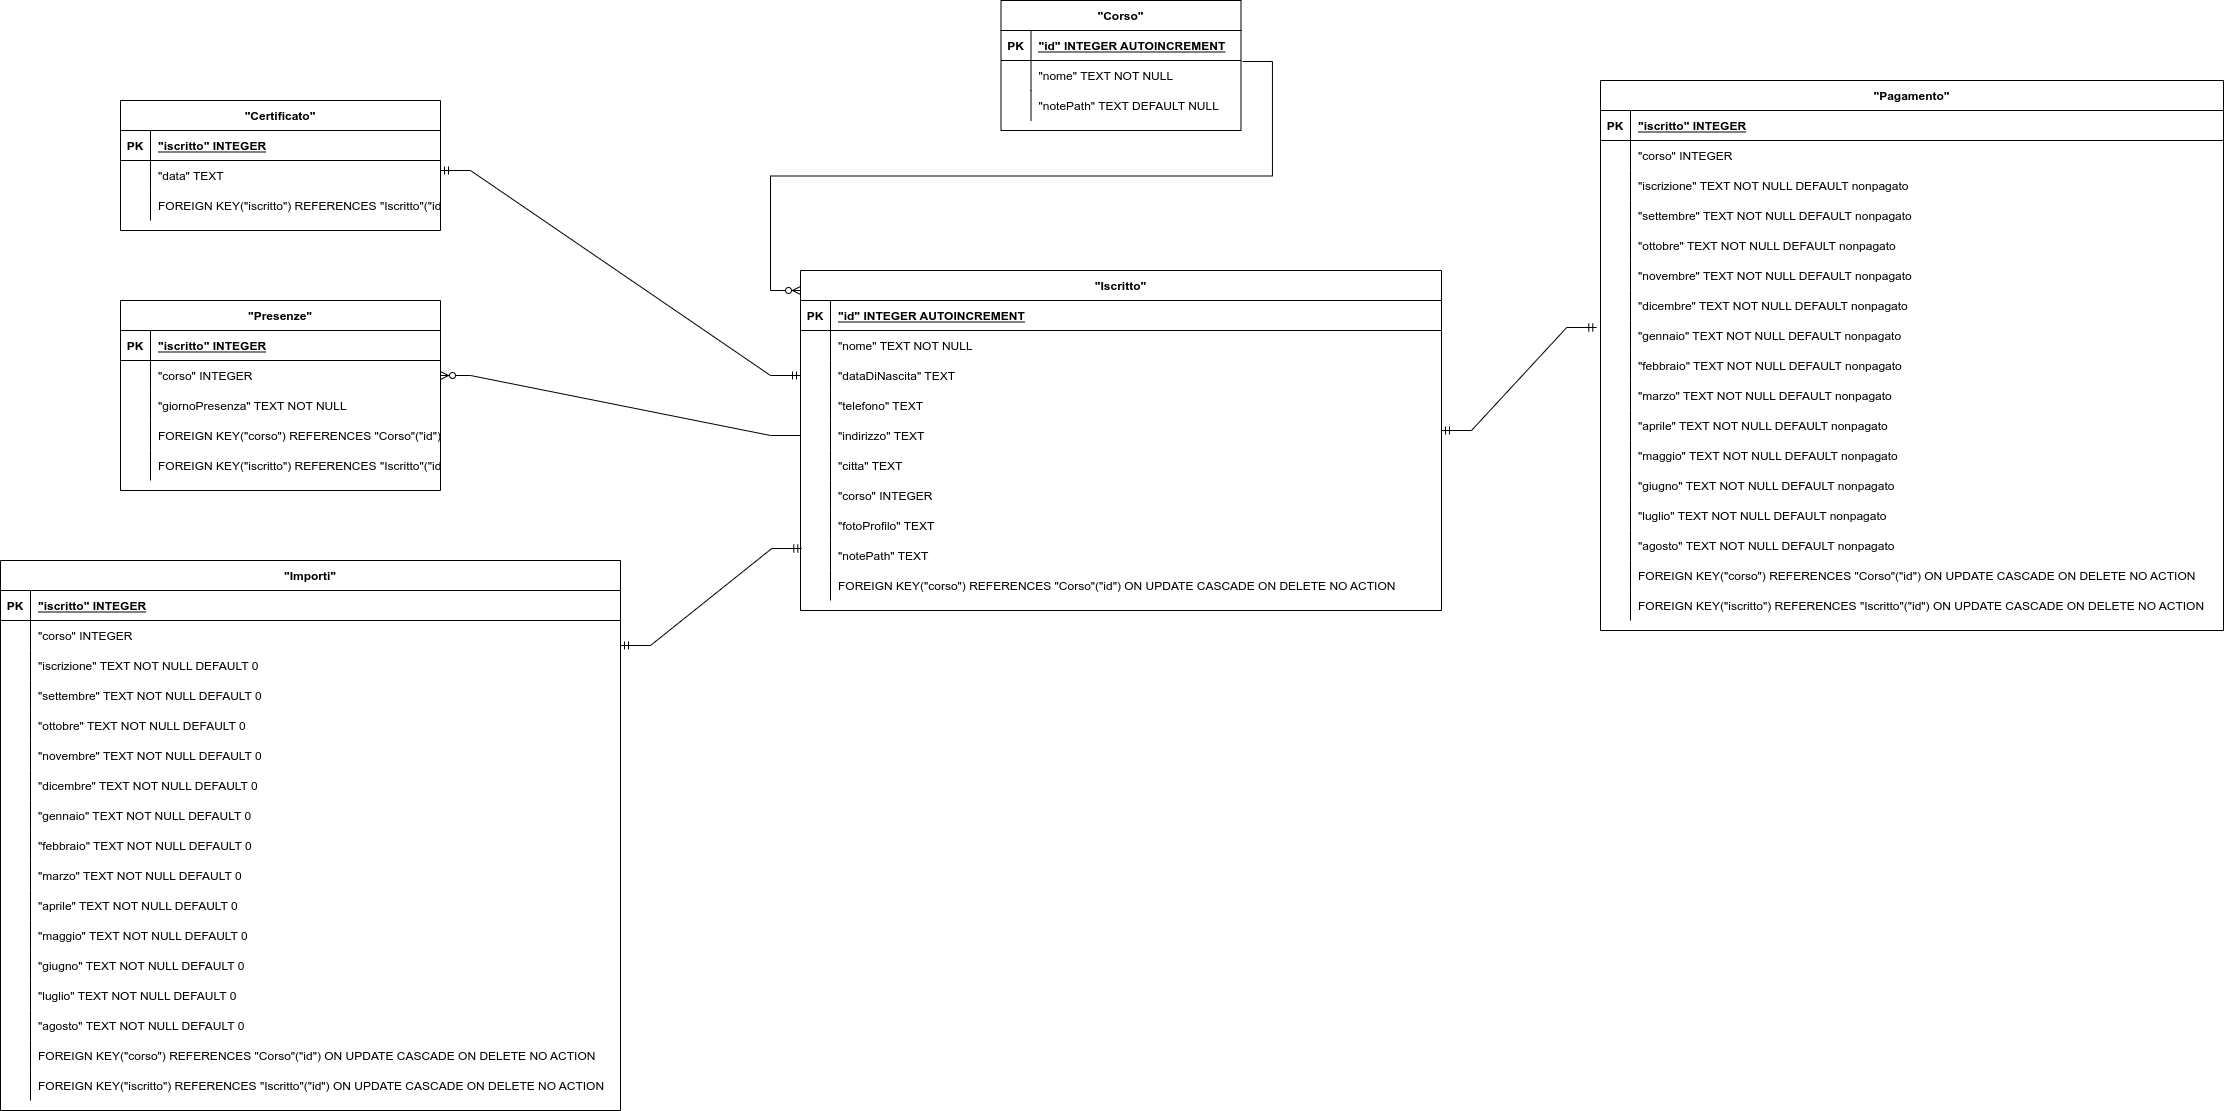 "Corso"
PK "id" INTEGER AUTOINCREMENT
"nome" TEXT NOT NULL
"notePath" TEXT DEFAULT NULL
"Certificato"
PK "iscritto" INTEGER
"data" TEXT
FOREIGN KEY("iscritto") REFERENCES "Iscritto"("id
"Presenze"
PK "iscritto" INTEGER
"corso" INTEGER
"giornoPresenza" TEXT NOT NULL
FOREIGN KEY("corso") REFERENCES "Corso"("id")
FOREIGN KEY("iscritto") REFERENCES "Iscritto"("id
"Iscritto"
PK "id" INTEGER AUTOINCREMENT
"nome" TEXT NOT NULL
"dataDiNascita" TEXT
"telefono" TEXT
"indirizzo" TEXT
"citta" TEXT
"corso" INTEGER
"fotoProfilo" TEXT
"notePath" TEXT
FOREIGN KEY("corso") REFERENCES "Corso"("id") ON UPDATE CASCADE ON DELETE NO ACTION
"Pagamento"
PK "iscritto" INTEGER
"corso" INTEGER
"iscrizione" TEXT NOT NULL DEFAULT nonpagato
"settembre" TEXT NOT NULL DEFAULT nonpagato
"ottobre" TEXT NOT NULL DEFAULT nonpagato
"novembre" TEXT NOT NULL DEFAULT nonpagato
"dicembre" TEXT NOT NULL DEFAULT nonpagato
"gennaio" TEXT NOT NULL DEFAULT nonpagato
"febbraio" TEXT NOT NULL DEFAULT nonpagato
"marzo" TEXT NOT NULL DEFAULT nonpagato
"aprile" TEXT NOT NULL DEFAULT nonpagato
"maggio" TEXT NOT NULL DEFAULT nonpagato
"giugno" TEXT NOT NULL DEFAULT nonpagato
"luglio" TEXT NOT NULL DEFAULT nonpagato
"agosto" TEXT NOT NULL DEFAULT nonpagato
FOREIGN KEY("corso") REFERENCES "Corso"("id") ON UPDATE CASCADE ON DELETE NO ACTION
FOREIGN KEY("iscritto") REFERENCES "Iscritto"("id") ON UPDATE CASCADE ON DELETE NO ACTION
"Importi"
PK "iscritto" INTEGER
"corso" INTEGER
"iscrizione" TEXT NOT NULL DEFAULT 0
"settembre" TEXT NOT NULL DEFAULT 0
"ottobre" TEXT NOT NULL DEFAULT 0
"novembre" TEXT NOT NULL DEFAULT 0
"dicembre" TEXT NOT NULL DEFAULT 0
"gennaio" TEXT NOT NULL DEFAULT 0
"febbraio" TEXT NOT NULL DEFAULT 0
"marzo" TEXT NOT NULL DEFAULT 0
"aprile" TEXT NOT NULL DEFAULT 0
"maggio" TEXT NOT NULL DEFAULT 0
"giugno" TEXT NOT NULL DEFAULT 0
"luglio" TEXT NOT NULL DEFAULT 0
"agosto" TEXT NOT NULL DEFAULT 0
FOREIGN KEY("corso") REFERENCES "Corso"("id") ON UPDATE CASCADE ON DELETE NO ACTION
FOREIGN KEY("iscritto") REFERENCES "Iscritto"("id") ON UPDATE CASCADE ON DELETE NO ACTION